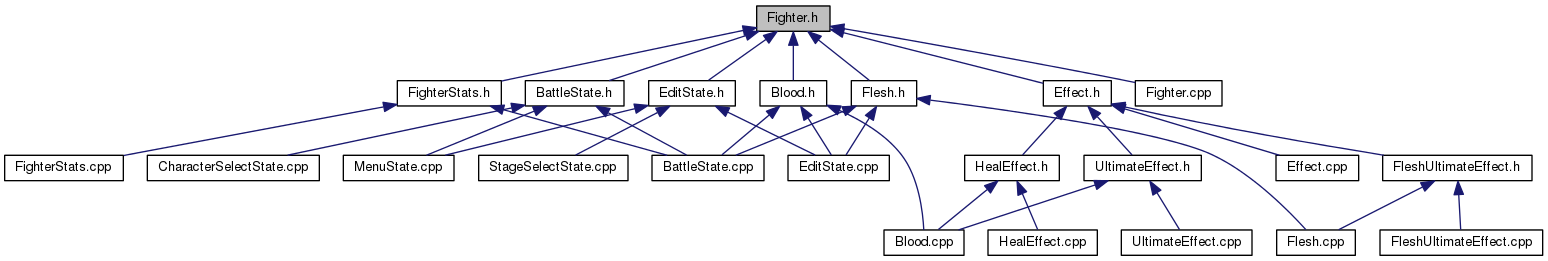 Fighter.h
FighterStats.h
BattleState.h
EditState.h
Blood.h
Flesh.h
Effect.h
Fighter.cpp
FighterStats.cpp
CharacterSelectState.cpp
MenuState.cpp
StageSelectState.cpp
BattleState.cpp
EditState.cpp
HealEffect.h
UltimateEffect.h
Effect.cpp
FleshUltimateEffect.h
Blood.cpp
HealEffect.cpp
UltimateEffect.cpp
Flesh.cpp
FleshUltimateEffect.cpp